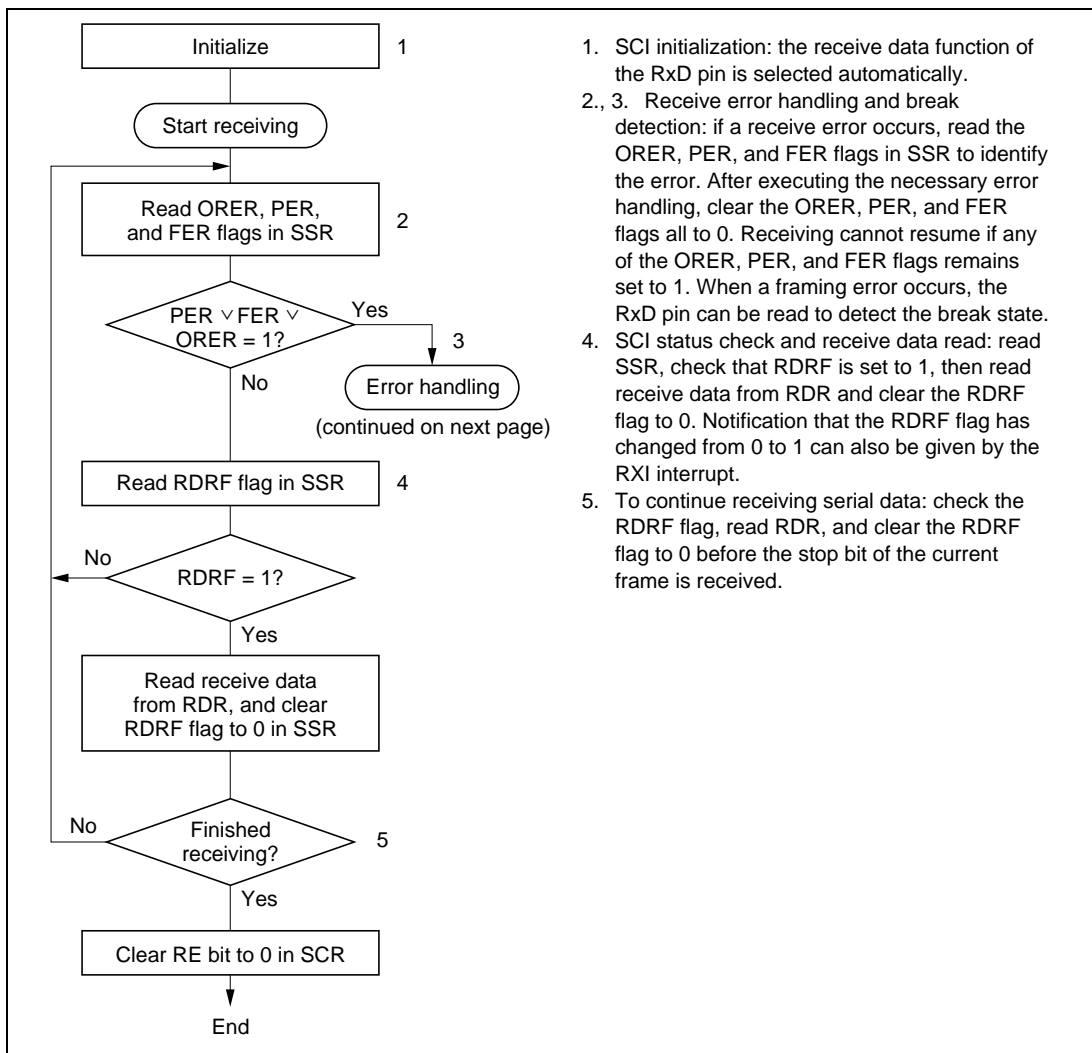 Initialize
1
Start receiving
Read ORER, PER,
and FER flags in SSR
2
PER ∨ FER ∨
ORER = 1?
Yes
3
No
Error handling
(continued on next page)
Read RDRF flag in SSR
4
No
RDRF = 1?
Yes
Read receive data
from RDR, and clear
RDRF flag to 0 in SSR
No
Finished
receiving?
5
Yes
Clear RE bit to 0 in SCR
End
1. SCI initialization: the receive data function of
the RxD pin is selected automatically.
2., 3. Receive error handling and break
detection: if a receive error occurs, read the
ORER, PER, and FER flags in SSR to identify
the error. After executing the necessary error
handling, clear the ORER, PER, and FER
flags all to 0. Receiving cannot resume if any
of the ORER, PER, and FER flags remains
set to 1. When a framing error occurs, the
RxD pin can be read to detect the break state.
4. SCI status check and receive data read: read
SSR, check that RDRF is set to 1, then read
receive data from RDR and clear the RDRF
flag to 0. Notification that the RDRF flag has
changed from 0 to 1 can also be given by the
RXI interrupt.
5. To continue receiving serial data: check the
RDRF flag, read RDR, and clear the RDRF
flag to 0 before the stop bit of the current
frame is received.